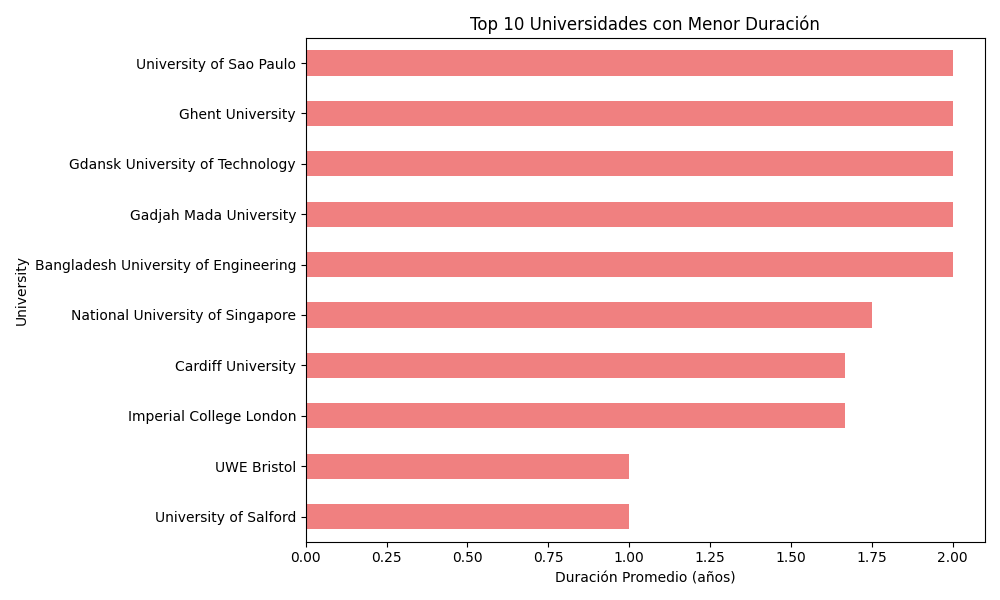 Top 10 Universidades con Menor Duración
University
University of Sao Paulo
Ghent University
Gdansk University of Technology
Gadjah Mada University
Bangladesh University of Engineering
National University of Singapore
Cardiff University
Imperial College London
UWE Bristol
University of Salford
0.00 0.25 0.50 0.75 1.00 1.25 1.50 1.75 2.00
Duración Promedio (años)